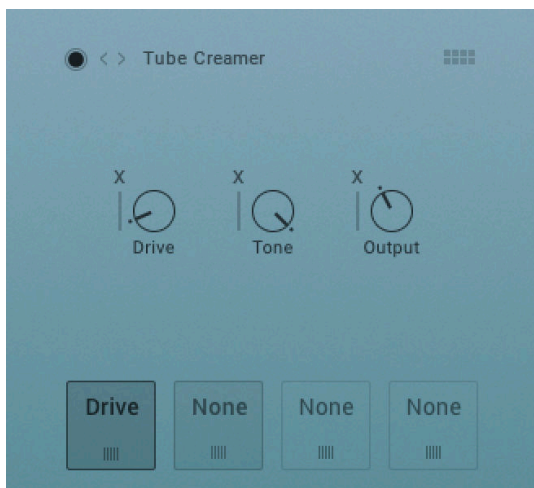 < > Tube Creamer
X X X
Drive Tone Output
Drive None None None